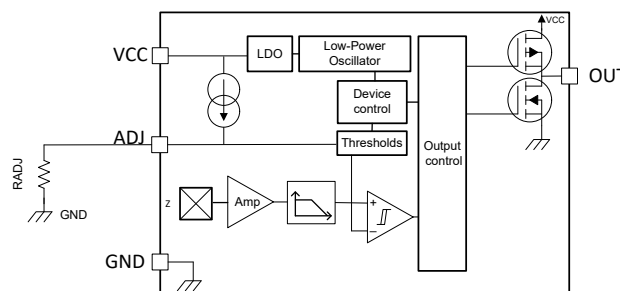 VCC
VCC
LDO
Low-Power
Oscillator
OUT
Device
control
ADJ
Thresholds
Output
control
RADJ
GND
z
Amp
+
−
GND